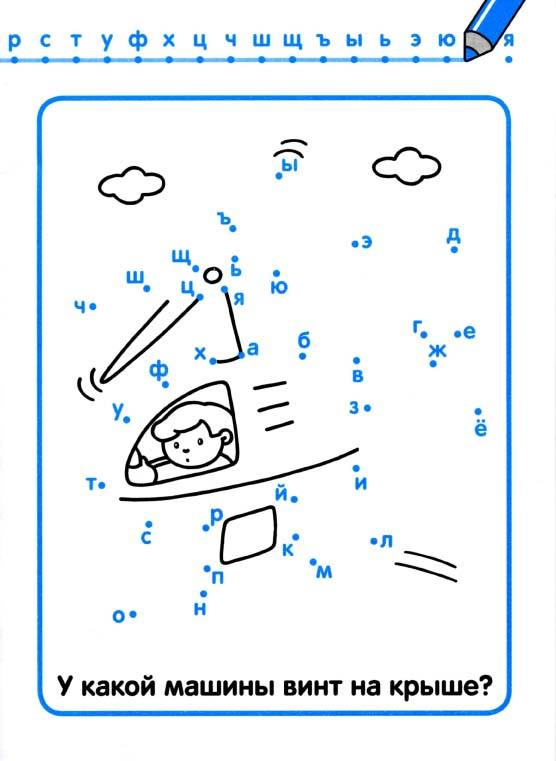 р с т у ф х ц ч ш щ ъ ы ь э ю я
ы
ъ
э
д
щ
ь
ш
ц
я
ю
ч
г
е
ж
х
а
б
в
ф
у
з
ё
т
й
и
с
р
к
л
п
м
о
н
У какой машины винт на крыше?